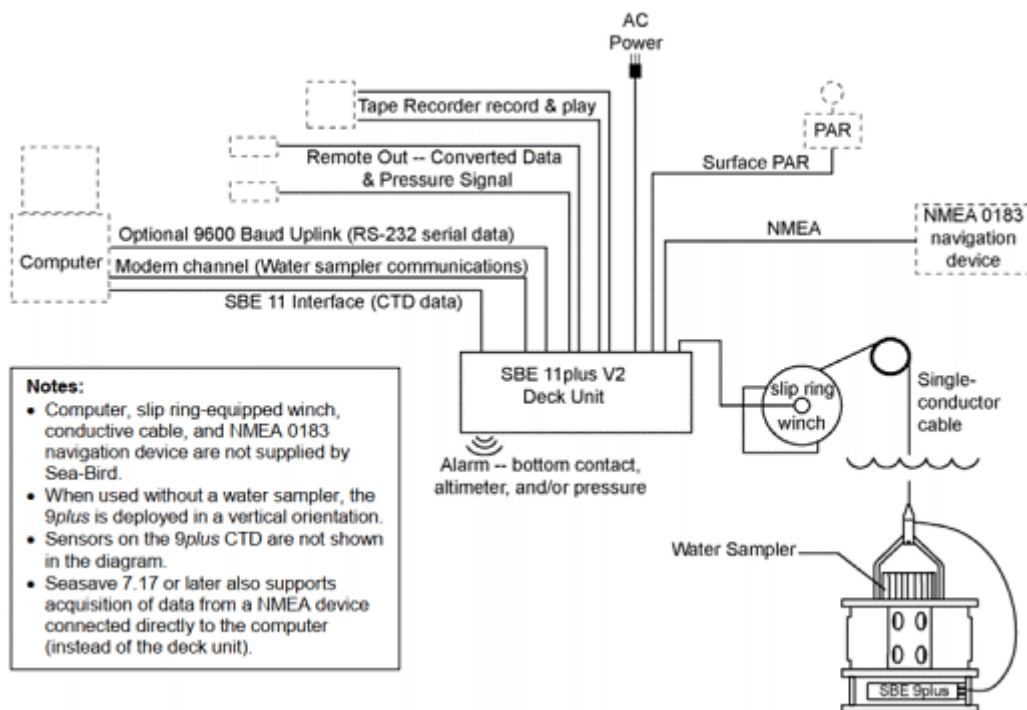 AC
Power
Tape Recorder record & play
PAR
Remote Out -- Converted Data
& Pressure Signal
Surface PAR
Optional 9600 Baud Uplink (RS-232 serial data)
NMEA
NMEA 0183
navigation
device
Computer
Modem channel (Water sampler communications)
SBE 11 Interface (CTD data)
SBE 11plus V2
Deck Unit
slip ring
winch
Single-
conductor
cable
Alarm -- bottom contact,
altimeter, and/or pressure
Notes:
• Computer, slip ring-equipped winch,
conductive cable, and NMEA 0183
navigation device are not supplied by
Sea-Bird.
• When used without a water sampler, the
9plus is deployed in a vertical orientation.
• Sensors on the 9plus CTD are not shown
in the diagram.
• Seasave 7.17 or later also supports
acquisition of data from a NMEA device
connected directly to the computer
(instead of the deck unit).
Water Sampler
SBE 9plus